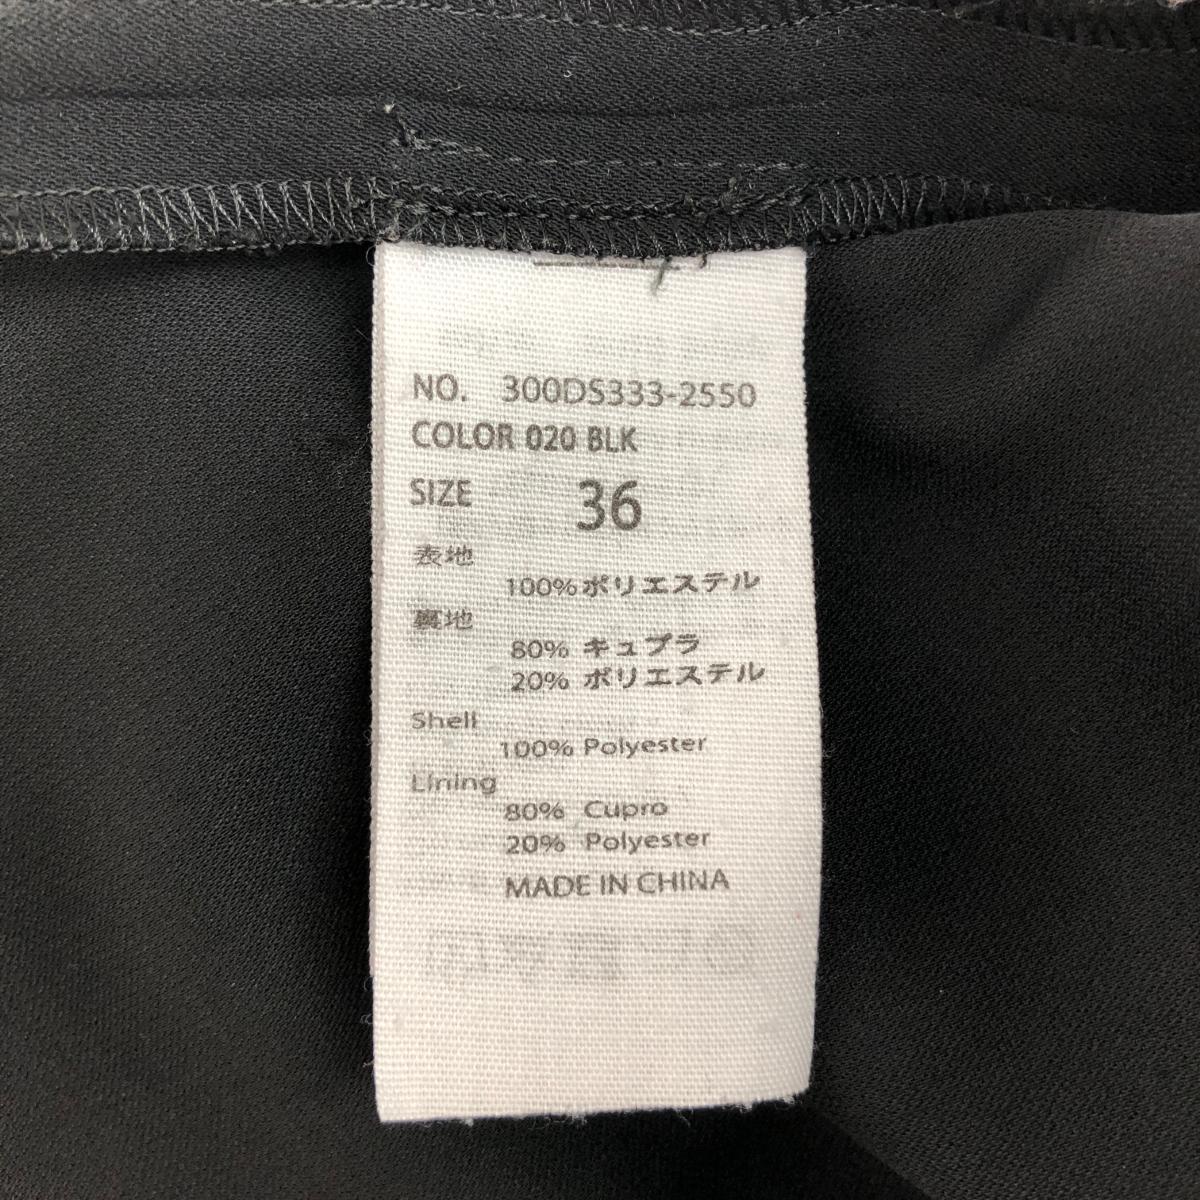 NO. 300DS333-2550
COLOR 020 BLK
SIZE 36
表地
100% ポリエステル
裏地
80% キュプラ
20% ポリエステル
Shell
100% Polyester
Lining
80% Cupro
20% Polyester
MADE IN CHINA